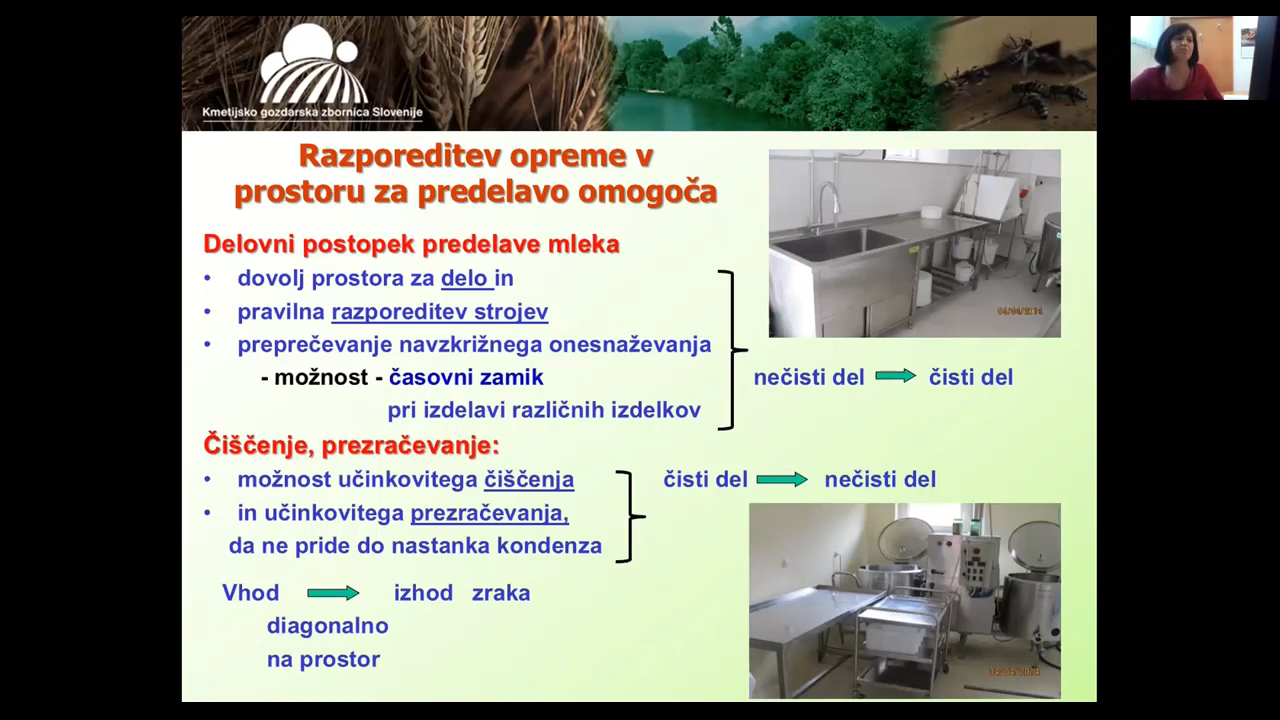 Kmetijsko gozdarska zbornica Slovenije
Razporeditev opreme v
prostoru za predelavo omogoča
Delovni postopek predelave mleka
• dovolj prostora za delo in
• pravilna razporeditev strojev
• preprečevanje navzkrižnega onesnaževanja
- možnost - časovni zamik
nečisti del čisti del
pri izdelavi različnih izdelkov
Čiščenje, prezračevanje:
• možnost učinkovitega čiščenja
čisti del nečisti del
• in učinkovitega prezračevanja,
da ne pride do nastanka kondenza
Vhod izhod zraka
diagonalno
na prostor
04/04/2014